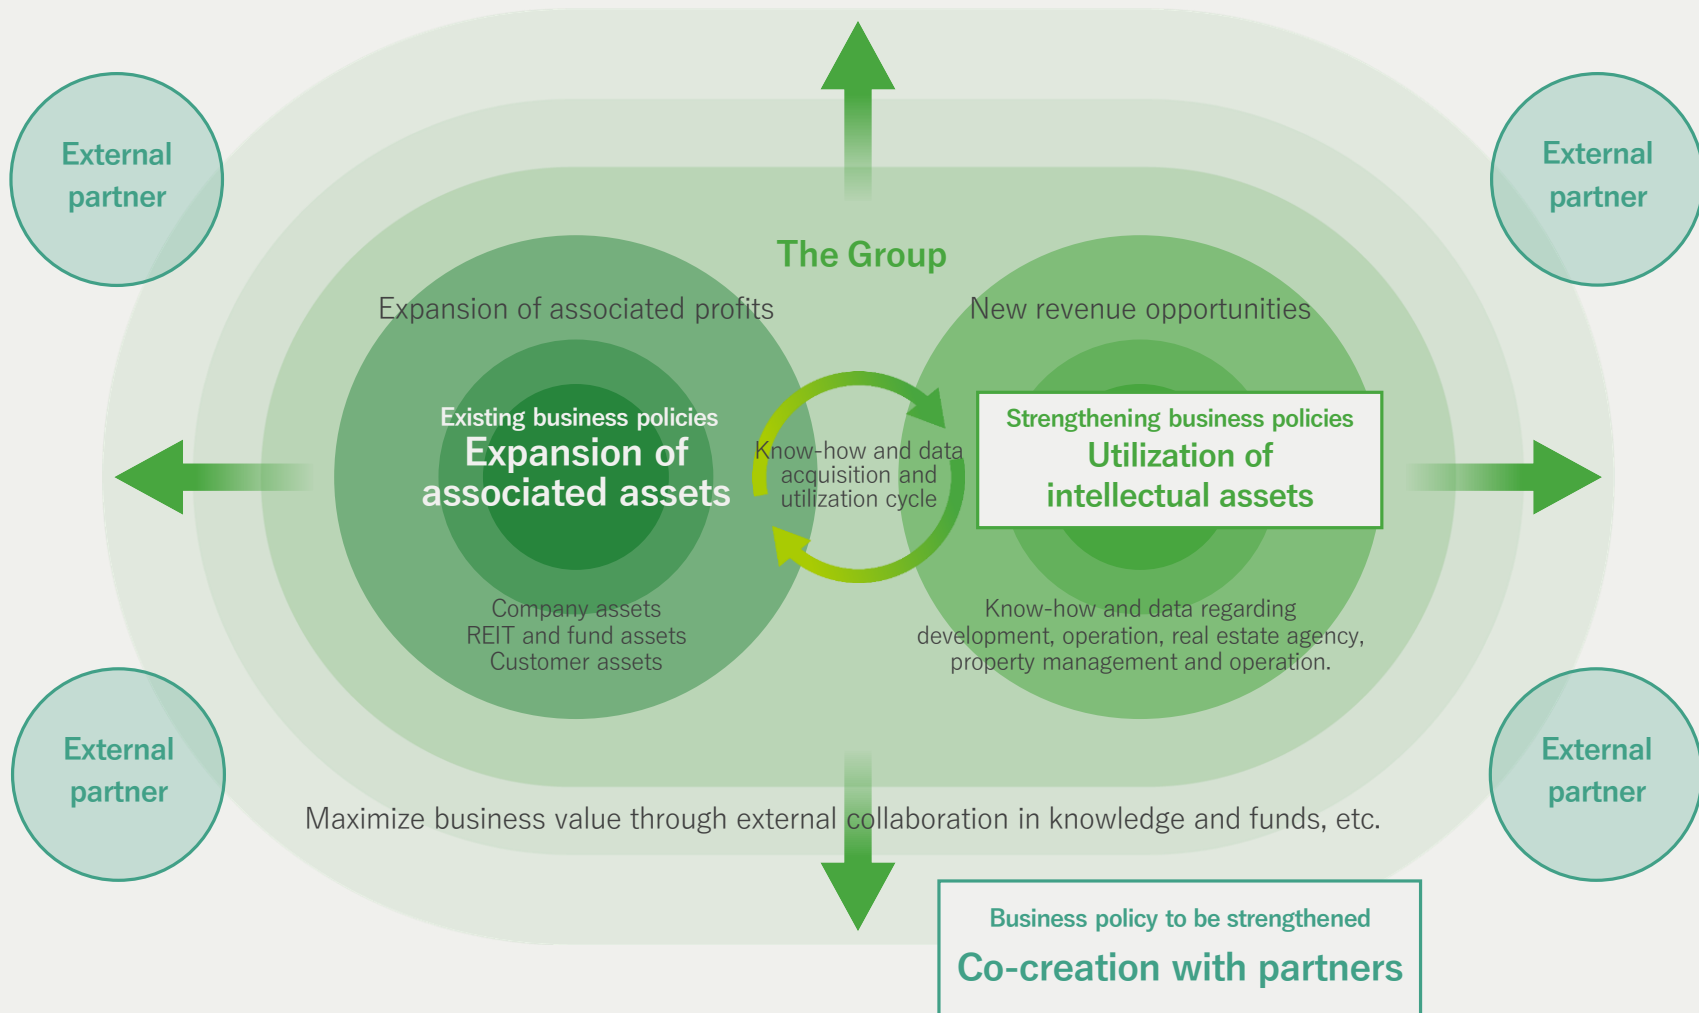 External
partner
External
partner
The Group
Expansion of associated profits
New revenue opportunities
Existing business policies
Expansion of
associated assets
Know-how and data
acquisition and
utilization cycle
Strengthening business policies
Utilization of
intellectual assets
Company assets
REIT and fund assets
Customer assets
Know-how and data regarding
development, operation, real estate agency,
property management and operation.
External
partner
External
partner
Maximize business value through external collaboration in knowledge and funds, etc.
Business policy to be strengthened
Co-creation with partners